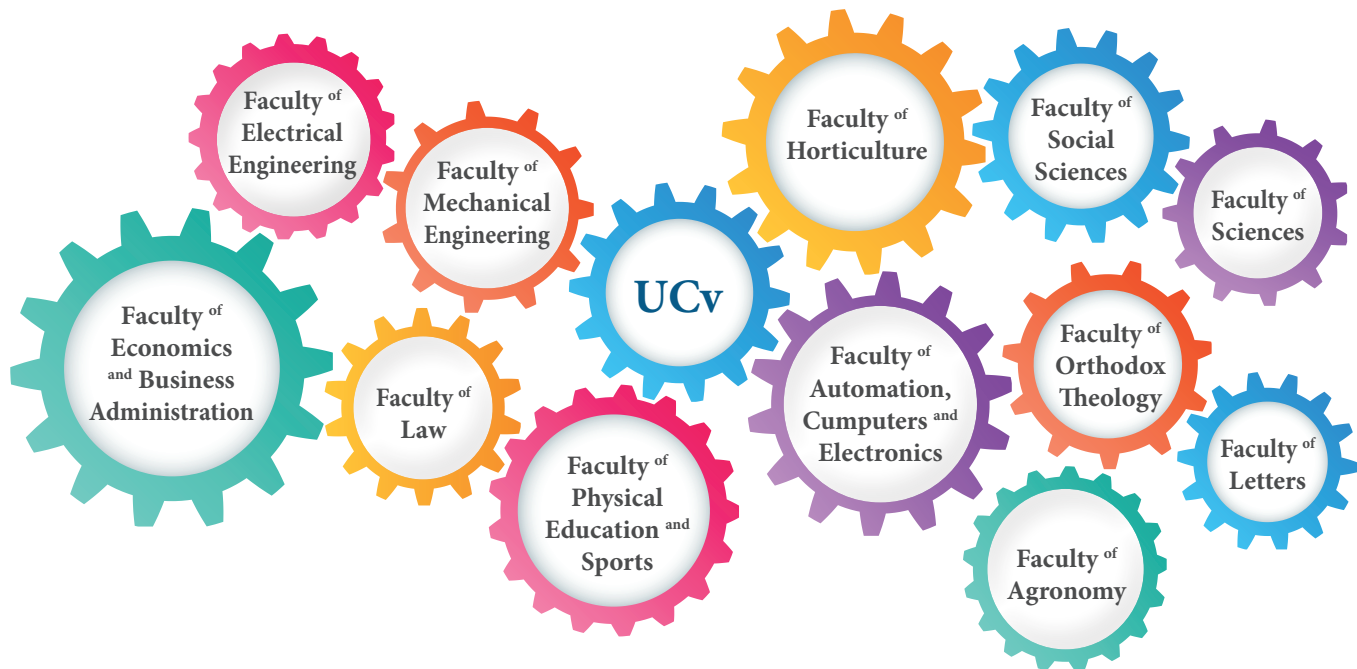 Faculty of
Electrical
Engineering
Faculty of
Mechanical
Engineering
Faculty of
Horticulture
Faculty of
Social
Sciences
Faculty of
Sciences
Faculty of
Economics
and Business
Administration
Faculty of
Law
UCv
Faculty of
Physical
Education and
Sports
Faculty of
Automation,
Cumputers and
Electronics
Faculty of
Orthodox
Theology
Faculty of
Letters
Faculty of
Agronomy